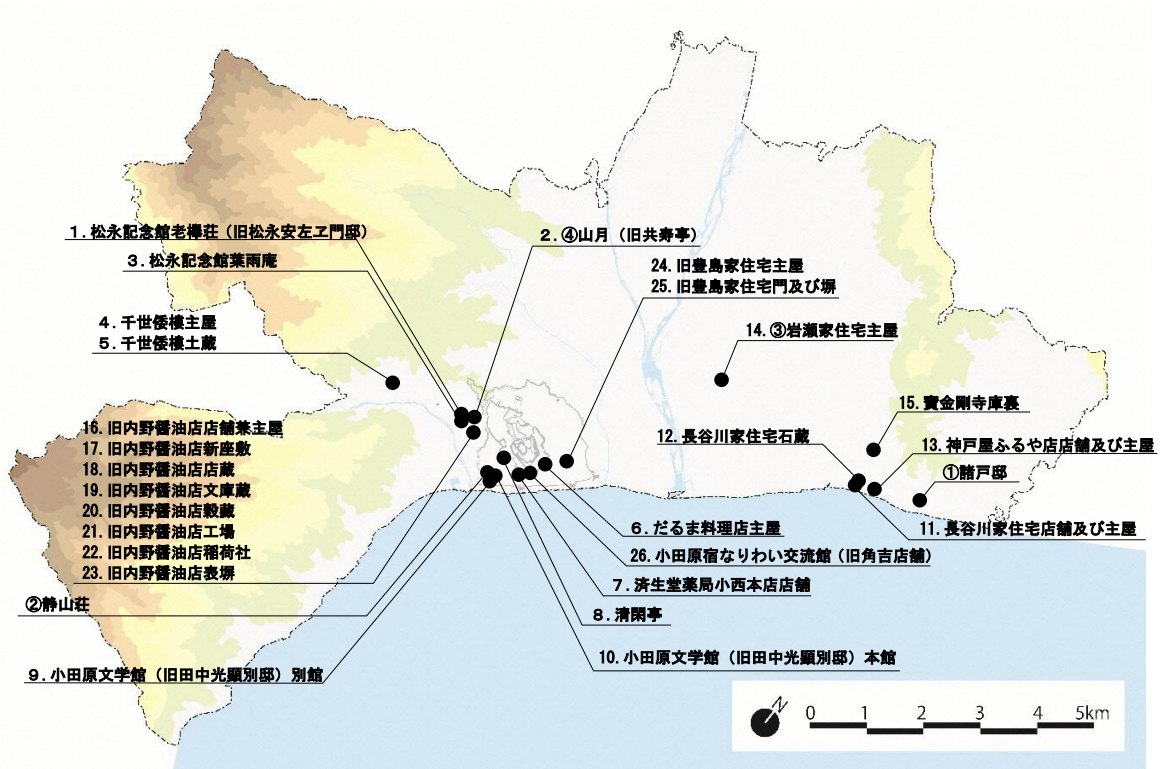 1.松永記念館老欅荘（旧松永安左ヱ門邸）
2.④山月（旧共寿亭）
3.松永記念館葉雨庵
24.旧豊島家住宅主屋
25.旧豊島家住宅門及び塀
4.千世倭樓主屋
5.千世倭樓土蔵
14.③岩瀬家住宅主屋
15.寳金剛寺庫裏
16.旧内野醤油店店舗兼主屋
17.旧内野醤油店新座敷
18.旧内野醤油店店蔵
19.旧内野醤油店文庫蔵
20.旧内野醤油店穀蔵
21.旧内野醤油店工場
22.旧内野醤油店稲荷社
23.旧内野醤油店表塀
12.長谷川家住宅石蔵
13.神戸屋ふるや店店舗及び主屋
①諸戸邸
6.だるま料理店主屋
11.長谷川家住宅店舗及び主屋
26.小田原宿なりわい交流館（旧角吉店舗）
7.済生堂薬局小西本店店舗
②静山荘
8.清閑亭
10.小田原文学館（旧田中光顕別邸）本館
9.小田原文学館（旧田中光顕別邸）別館
N
0 1 2 3 4 5km